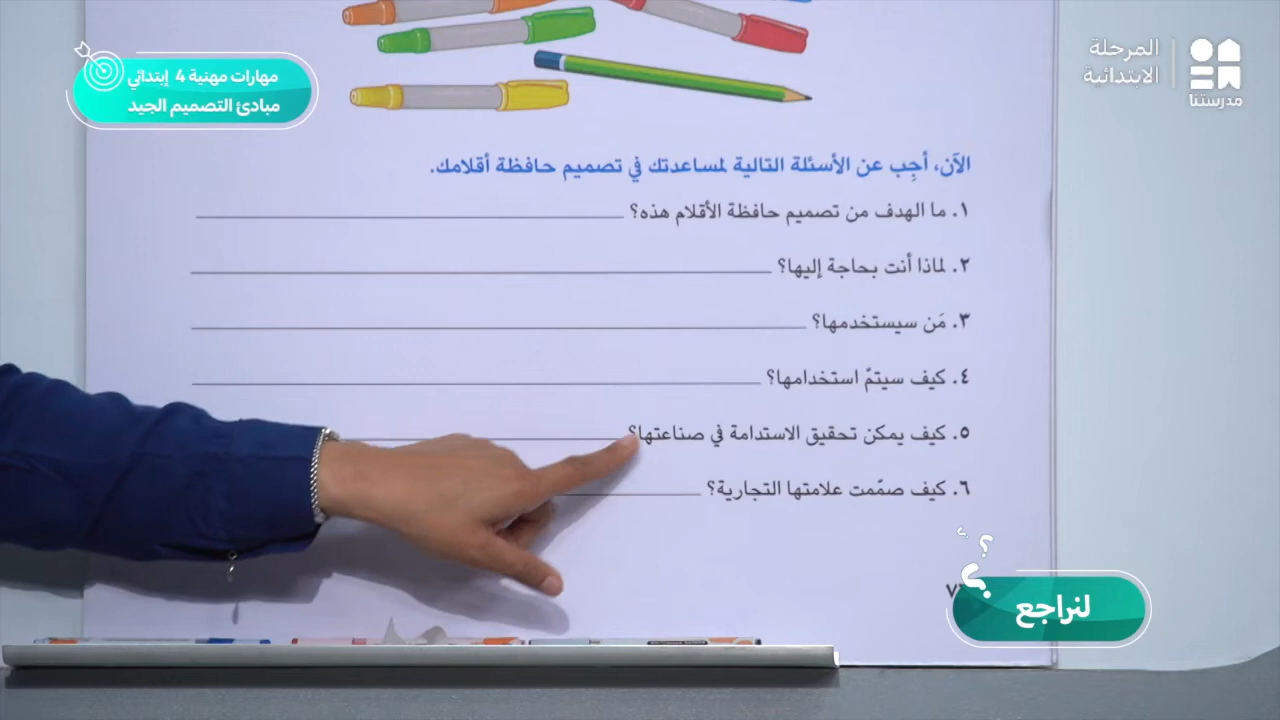 مهارات مهنية 4 إبتدائي
مبادئ التصميم الجيد
المرحلة
الابتدائية
مدرستنا
الآن، أجِب عن الأسئلة التالية لمساعدتك في تصميم حافظة أقلامك.
١. ما الهدف من تصميم حافظة الأقلام هذه؟
٢. لماذا أنت بحاجة إليها؟
٣. مَن سيستخدمها؟
٤. كيف سيتمّ استخدامها؟
٥. كيف يمكن تحقيق الاستدامة في صناعتها؟
٦. كيف صمّمت علامتها التجارية؟
لنراجع